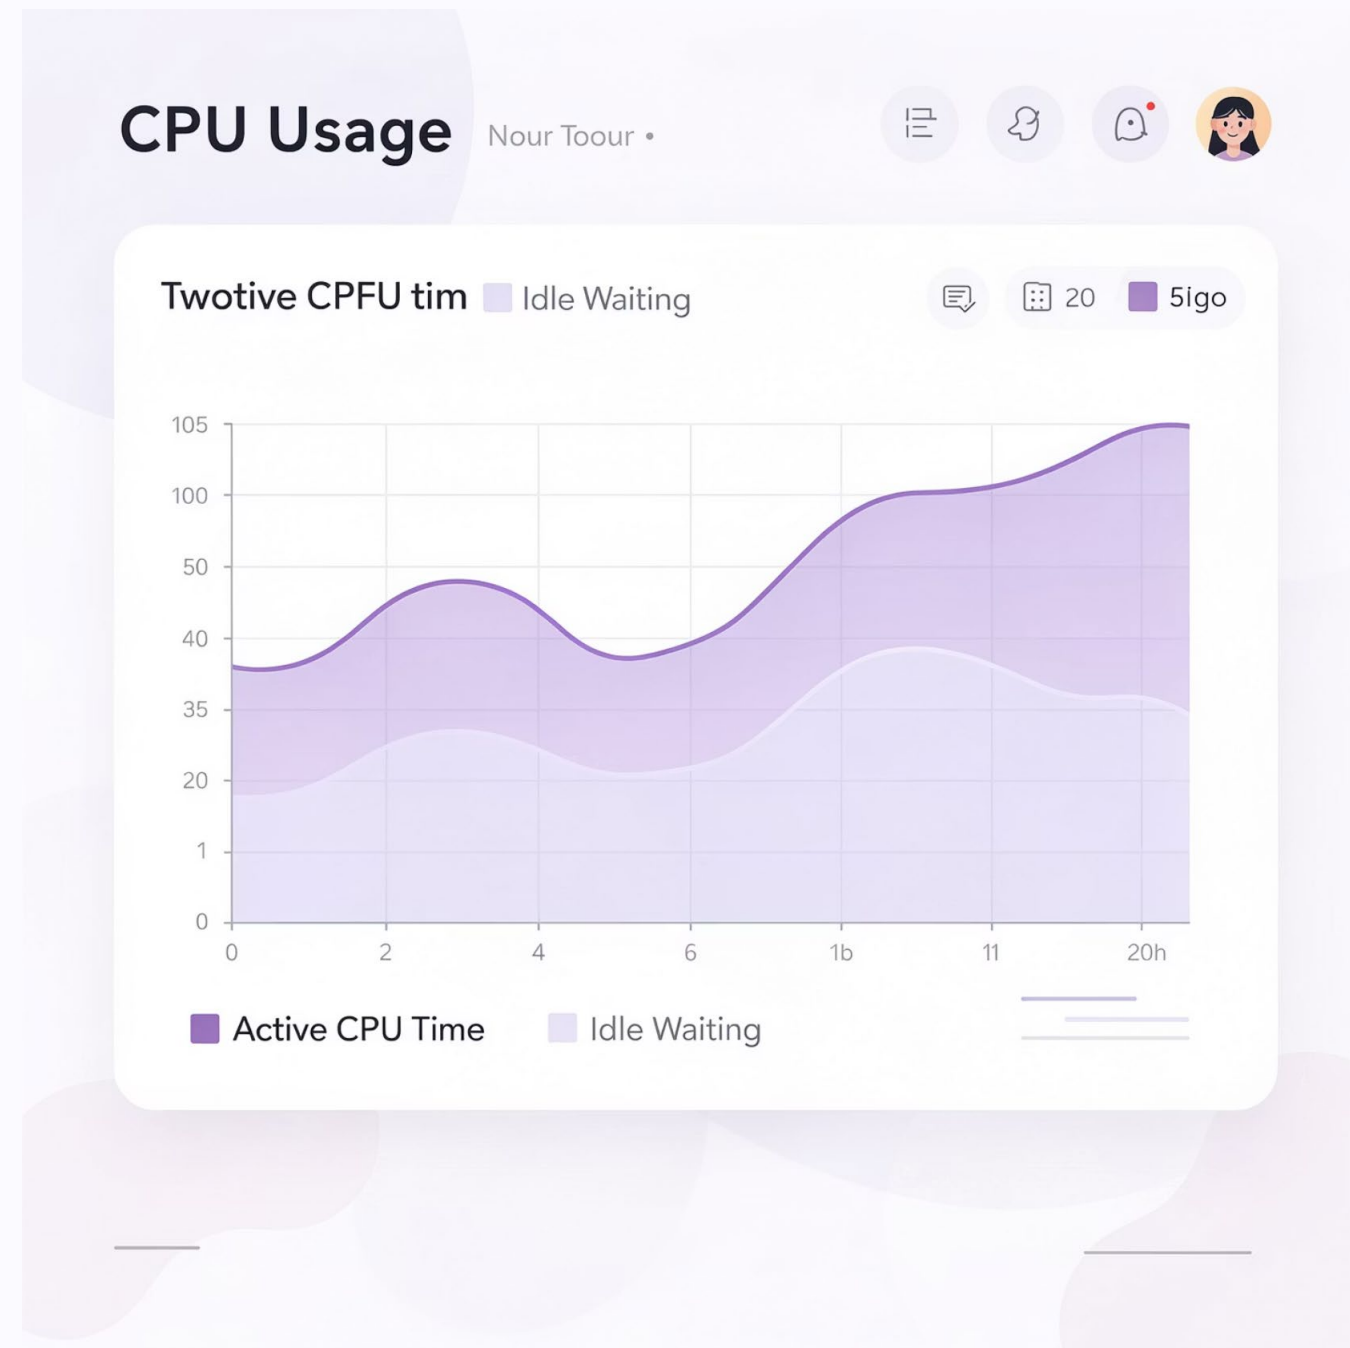 CPU Usage Nour Toour •
Twotive CPFU tim Idle Waiting 20 5igo
105
100
50
40
35
20
1
0
0 2 4 6 1b 11 20h
Active CPU Time Idle Waiting